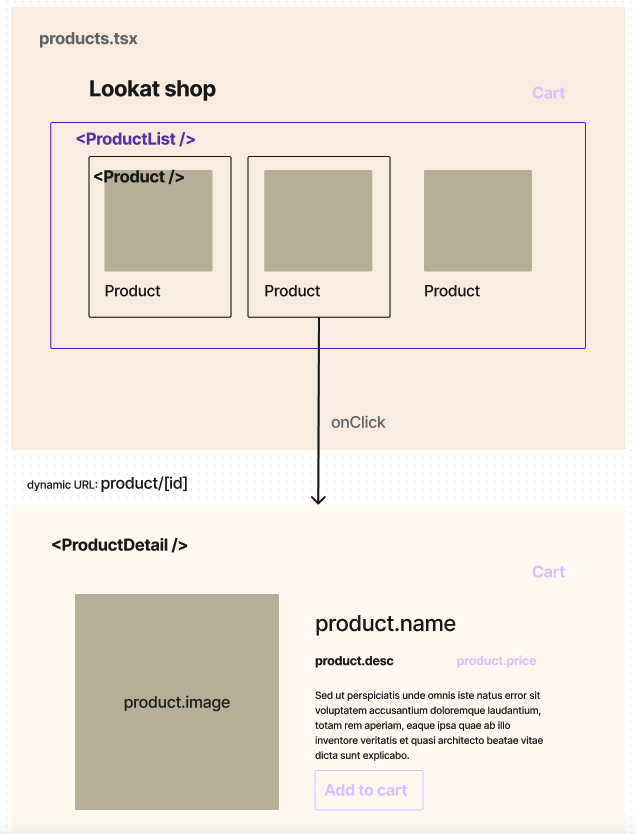 products.tsx
Lookat shop
Cart
<ProductList />
<Product />
Product
Product
Product
onClick
dynamic URL: product/[id]
<ProductDetail />
Cart
product.image
product.name
product.desc
product.price
Sed ut perspiciatis unde omnis iste natus error sit
voluptatem accusantium doloremque laudantium,
totam rem aperiam, eaque ipsa quae ab illo
inventore veritatis et quasi architecto beatae vitae
dicta sunt explicabo.
Add to cart